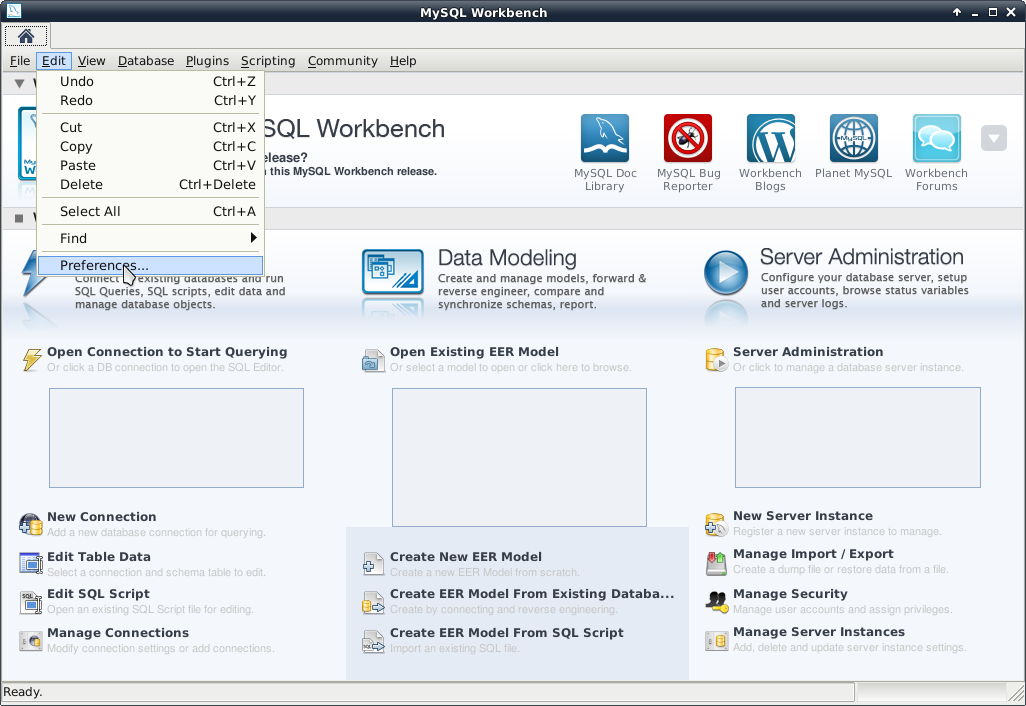 MySQL Workbench
File Edit View Database Plugins Scripting Community Help
Undo Ctrl+Z
Redo Ctrl+Y
Cut Ctrl+X
Copy Ctrl+C
Paste Ctrl+V
Delete Ctrl+Delete
Select All Ctrl+A
Find
Preferences...
SQL Workbench
elease?
this MySQL Workbench release.
MySQL Doc
Library
MySQL Bug
Reporter
Workbench
Blogs
MySQL
Planet MySQL
Workbench
Forums
Connect to existing databases and run
SQL Queries, SQL scripts, edit data and
manage database objects.
Data Modeling
Create and manage models, forward &
reverse engineer, compare and
synchronize schemas, report.
Server Administration
Configure your database server, setup
user accounts, browse status variables
and server logs.
Open Connection to Start Querying
Or click a DB connection to open the SQL Editor.
New Connection
Add a new database connection for querying.
Edit Table Data
Select a connection and schema table to edit.
Edit SQL Script
Open an existing SQL Script file for editing.
Manage Connections
Modify connection settings or add connections.
Open Existing EER Model
Or select a model to open or click here to browse.
Create New EER Model
Create a new EER Model from scratch.
Create EER Model From Existing Databa...
Create by connecting and reverse engineering.
Create EER Model From SQL Script
Import an existing SQL file.
Server Administration
Or click to manage a database server instance.
New Server Instance
Register a new server instance to manage.
Manage Import / Export
Create a dump file or restore data from a file.
Manage Security
Manage user accounts and assign privileges.
Manage Server Instances
Add, delete and update server instance settings.
Ready.